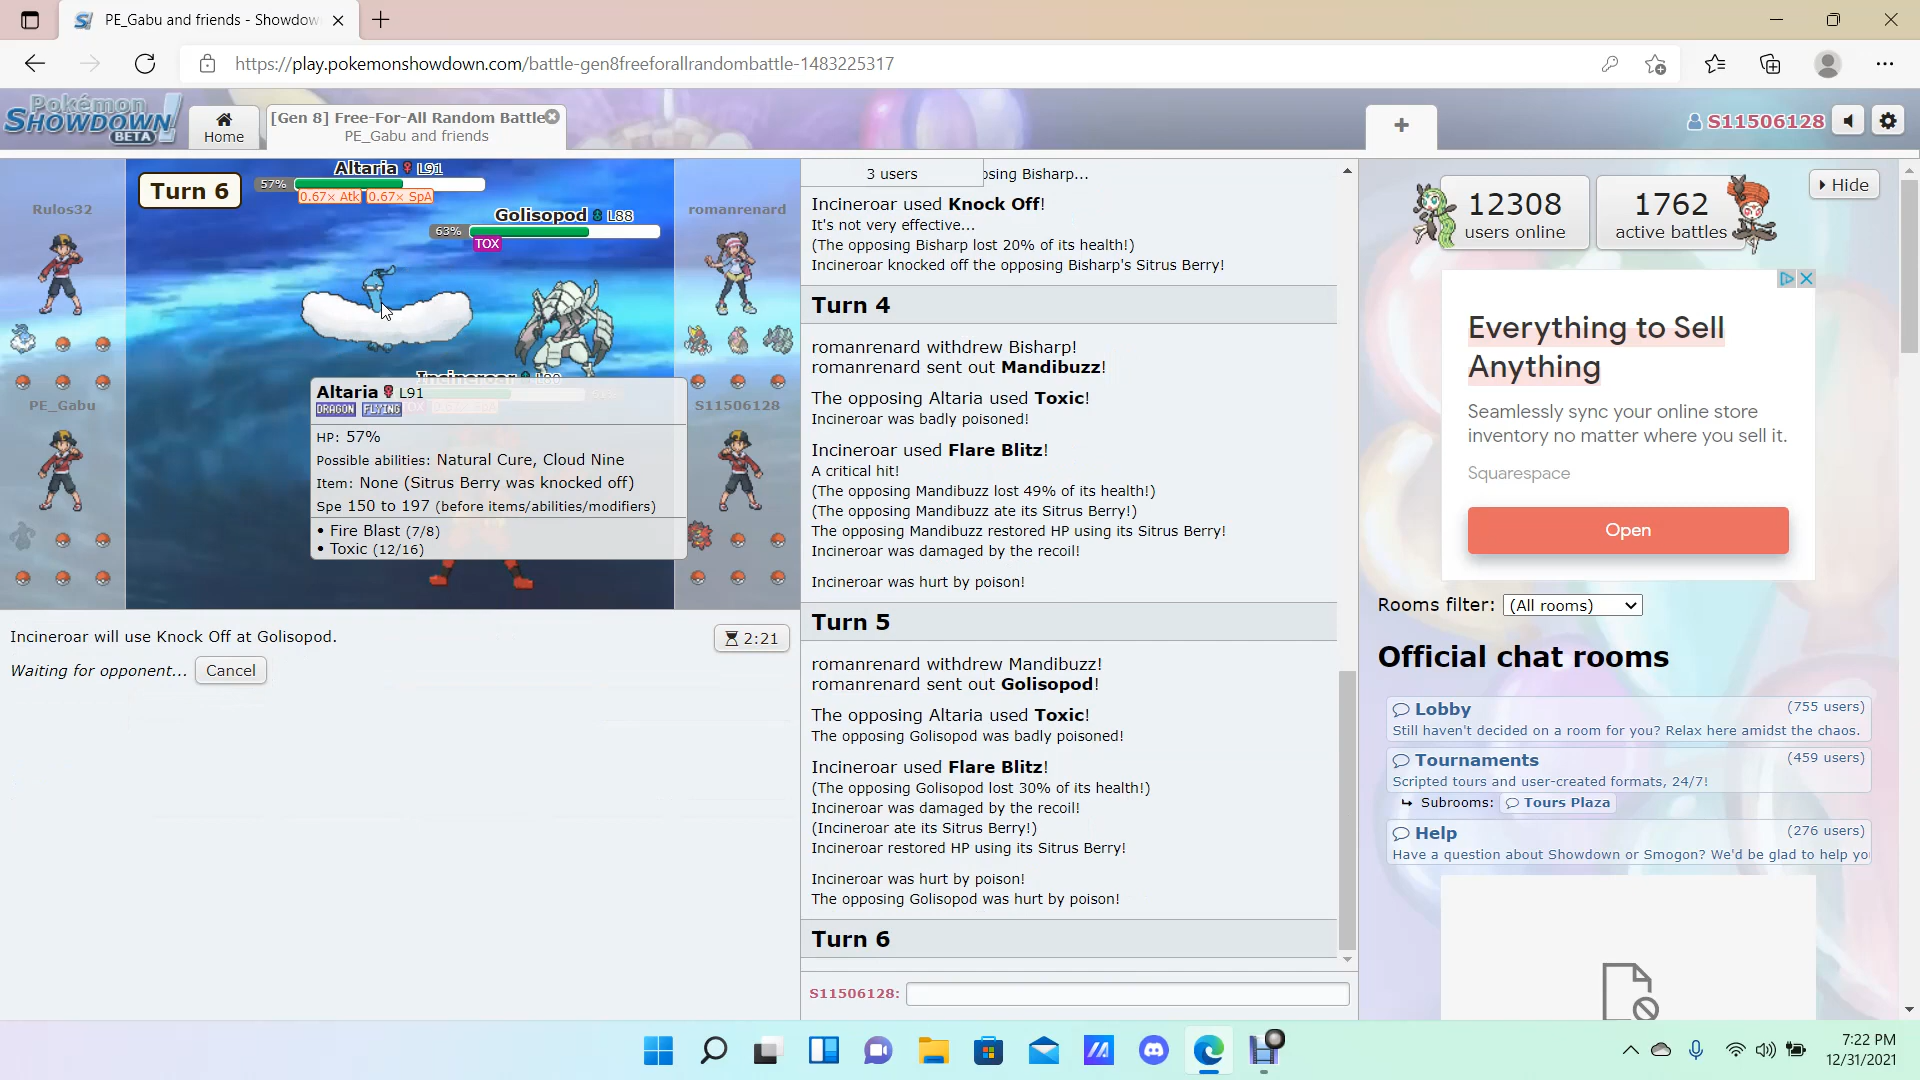 PE_Gabu and friends - Showdow
https://play.pokemonshowdown.com/battle-gen8freeforallrandombattle-1483225317
Pokémon
SHOWDOWN!
BETA
Home
[Gen 8] Free-For-All Random Battle
PE_Gabu and friends
+
S11506128
Turn 6
Altaria L91
57%
0.67× Atk 0.67× SpA
Golisopod L88
63%
TOX
Rulos32
romanrenard
PE_Gabu
S11506128
Incineroar
Altaria L91
DRAGON FLYING
HP: 57%
Possible abilities: Natural Cure, Cloud Nine
Item: None (Sitrus Berry was knocked off)
Spe 150 to 197 (before items/abilities/modifiers)
• Fire Blast (7/8)
• Toxic (12/16)
Incineroar will use Knock Off at Golisopod.
2:21
Waiting for opponent... Cancel
3 users
osing Bisharp...
Incineroar used Knock Off!
It's not very effective...
(The opposing Bisharp lost 20% of its health!)
Incineroar knocked off the opposing Bisharp's Sitrus Berry!
Turn 4
romanrenard withdrew Bisharp!
romanrenard sent out Mandibuzz!
The opposing Altaria used Toxic!
Incineroar was badly poisoned!
Incineroar used Flare Blitz!
A critical hit!
(The opposing Mandibuzz lost 49% of its health!)
(The opposing Mandibuzz ate its Sitrus Berry!)
The opposing Mandibuzz restored HP using its Sitrus Berry!
Incineroar was damaged by the recoil!
Incineroar was hurt by poison!
Turn 5
romanrenard withdrew Mandibuzz!
romanrenard sent out Golisopod!
The opposing Altaria used Toxic!
The opposing Golisopod was badly poisoned!
Incineroar used Flare Blitz!
(The opposing Golisopod lost 30% of its health!)
Incineroar was damaged by the recoil!
(Incineroar ate its Sitrus Berry!)
Incineroar restored HP using its Sitrus Berry!
Incineroar was hurt by poison!
The opposing Golisopod was hurt by poison!
Turn 6
S11506128:
12308
users online
1762
active battles
Hide
Everything to Sell
Anything
Seamlessly sync your online store
inventory no matter where you sell it.
Squarespace
Open
Rooms filter: (All rooms)
Official chat rooms
Lobby (755 users)
Still haven't decided on a room for you? Relax here amidst the chaos.
Tournaments (459 users)
Scripted tours and user-created formats, 24/7!
Subrooms: Tours Plaza
Help (276 users)
Have a question about Showdown or Smogon? We'd be glad to help yo
7:22 PM
12/31/2021